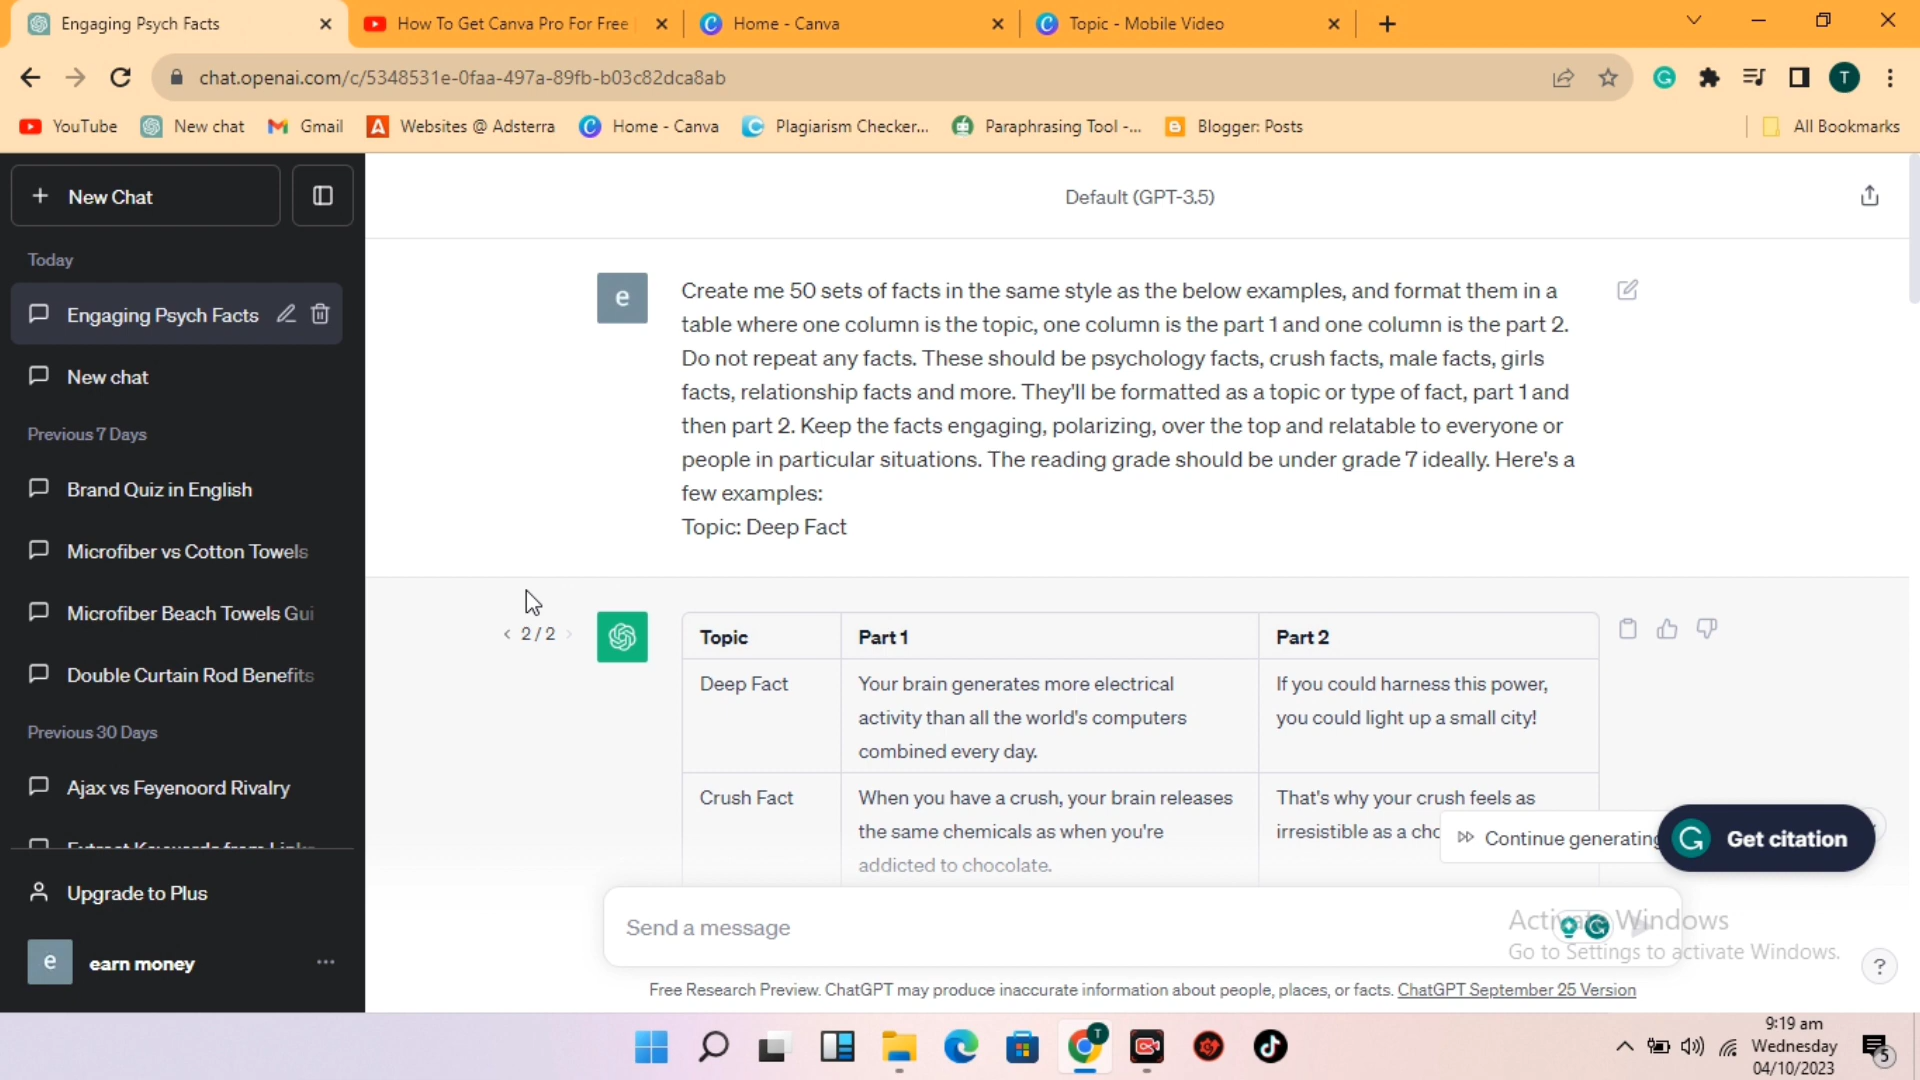 Engaging Psych Facts
How To Get Canva Pro For Free
Home - Canva
Topic - Mobile Video
chat.openai.com/c/5348531e-0faa-497a-89fb-b03c82dca8ab
T
YouTube
New chat
Gmail
Websites @ Adsterra
Home - Canva
Plagiarism Checker...
Paraphrasing Tool -...
Blogger: Posts
All Bookmarks
New Chat
Today
Engaging Psych Facts
New chat
Previous 7 Days
Brand Quiz in English
Microfiber vs Cotton Towels
Microfiber Beach Towels Gui
Double Curtain Rod Benefits
Previous 30 Days
Ajax vs Feyenoord Rivalry
Upgrade to Plus
e
earn money
Default (GPT-3.5)
e
Create me 50 sets of facts in the same style as the below examples, and format them in a
table where one column is the topic, one column is the part 1 and one column is the part 2.
Do not repeat any facts. These should be psychology facts, crush facts, male facts, girls
facts, relationship facts and more. They'll be formatted as a topic or type of fact, part 1 and
then part 2. Keep the facts engaging, polarizing, over the top and relatable to everyone or
people in particular situations. The reading grade should be under grade 7 ideally. Here's a
few examples:
Topic: Deep Fact
2 / 2
Topic
Part 1
Part 2
Deep Fact
Your brain generates more electrical
activity than all the world's computers
combined every day.
If you could harness this power,
you could light up a small city!
Crush Fact
When you have a crush, your brain releases
the same chemicals as when you're
addicted to chocolate.
That's why your crush feels as
irresistible as a
Continue generating
Get citation
Send a message
Activate Windows
Go to Settings to activate Windows.
?
Free Research Preview. ChatGPT may produce inaccurate information about people, places, or facts. ChatGPT September 25 Version
T
9:19 am
Wednesday
04/10/2023
5